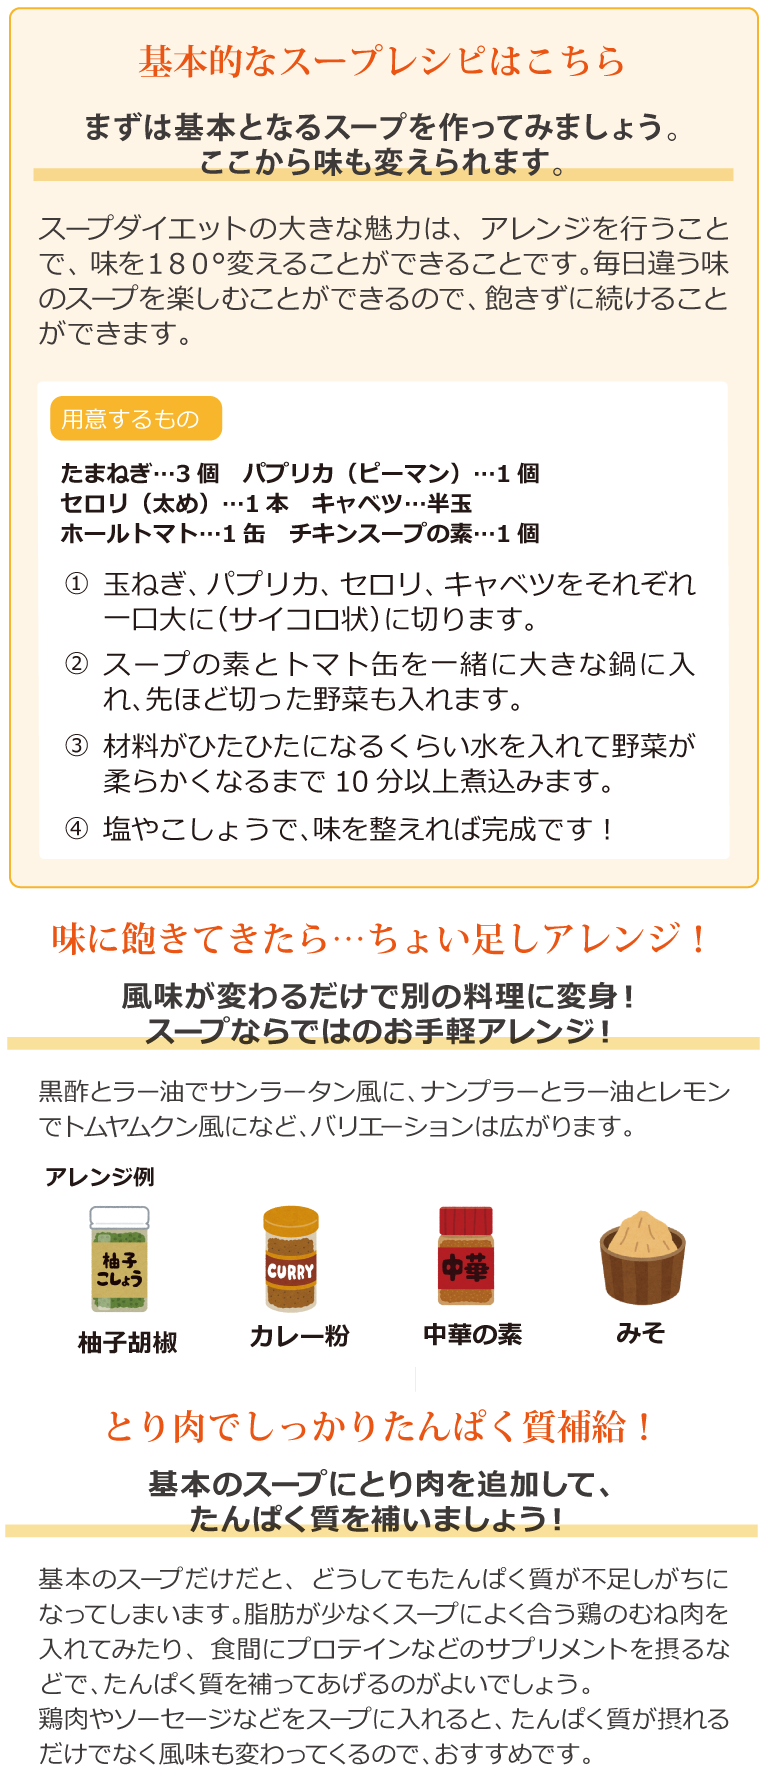 基本的なスープレシピはこちら
まずは基本となるスープを作ってみましょう。
ここから味も変えられます。
スープダイエットの大きな魅力は、アレンジを行うこと
で、味を180°変えることができることです。毎日違う味
のスープを楽しむことができるので、飽きずに続けること
ができます。
用意するもの
たまねぎ…3 個　パプリカ（ピーマン）…1 個
セロリ（太め）…1 本　キャベツ…半玉
ホールトマト…1 缶　チキンスープの素…1 個
① 玉ねぎ、パプリカ、セロリ、キャベツをそれぞれ
一口大に（サイコロ状）に切ります。
② スープの素とトマト缶を一緒に大きな鍋に入
れ、先ほど切った野菜も入れます。
③ 材料がひたひたになるくらい水を入れて野菜が
柔らかくなるまで 10 分以上煮込みます。
④ 塩やこしょうで、味を整えれば完成です！
味に飽きてきたら…ちょい足しアレンジ！
風味が変わるだけで別の料理に変身！
スープならではのお手軽アレンジ！
黒酢とラー油でサンラータン風に、ナンプラーとラー油とレモン
でトムヤムクン風になど、バリエーションは広がります。
アレンジ例
柚子
こしょう
CURRY
中華
柚子胡椒
カレー粉
中華の素
みそ
とり肉でしっかりたんぱく質補給！
基本のスープにとり肉を追加して、
たんぱく質を補いましょう！
基本のスープだけだと、どうしてもたんぱく質が不足しがちに
なってしまいます。脂肪が少なくスープによく合う鶏のむね肉を
入れてみたり、食間にプロテインなどのサプリメントを摂るな
どで、たんぱく質を補ってあげるのがよいでしょう。
鶏肉やソーセージなどをスープに入れると、たんぱく質が摂れる
だけでなく風味も変わってくるので、おすすめです。